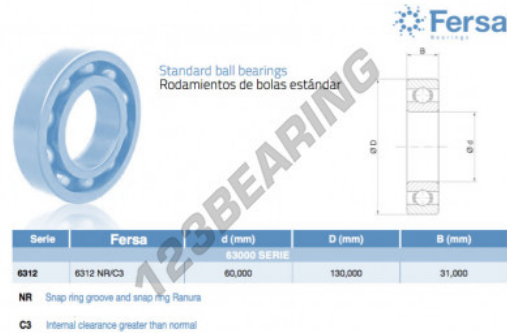 Fersa
Bearings
Standard ball bearings
Rodamientos de bolas estándar
B
Ø D
Ø d
123BEARING
Serie Fersa d (mm) D (mm) B (mm)
63000 SERIE
6312 6312 NR/C3 60,000 130,000 31,000
NR Snap ring groove and snap ring Ranura
C3 Internal clearance greater than normal